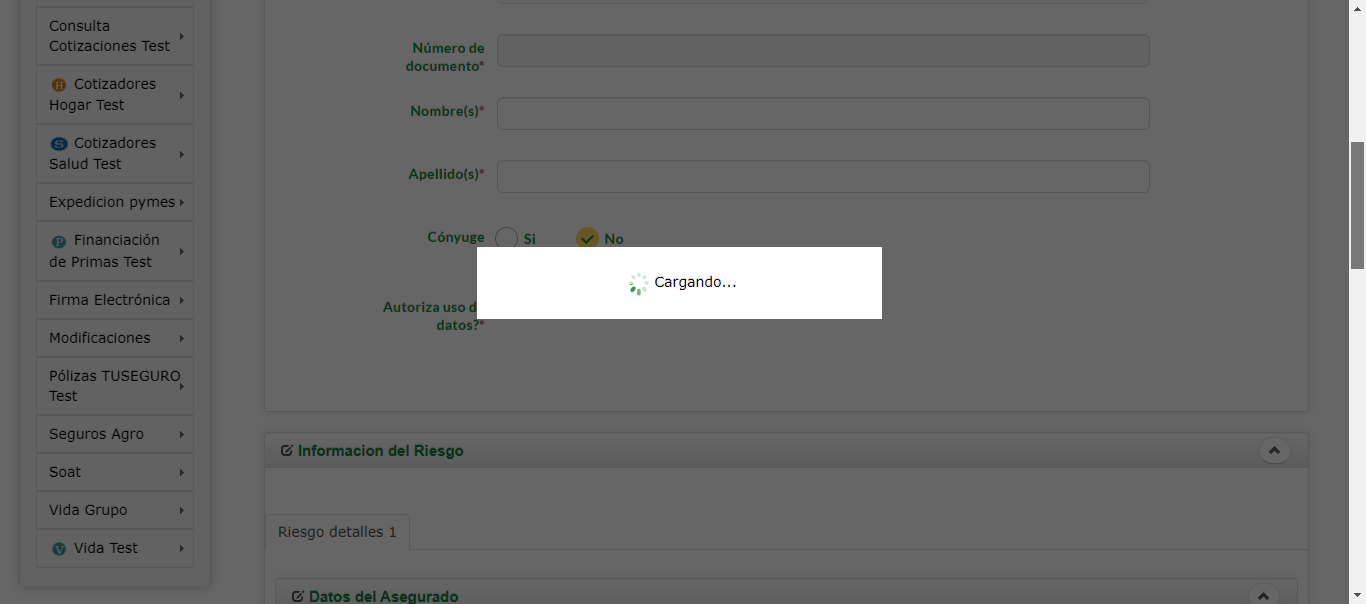 Consulta
Cotizaciones Test
H Cotizadores
Hogar Test
S Cotizadores
Salud Test
Expedicion pymes
P Financiación
de Primas Test
Firma Electrónica
Modificaciones
Pólizas TUSEGURO
Test
Seguros Agro
Soat
Vida Grupo
V Vida Test
Número de
documento*
Nombre(s)*
Apellido(s)*
Cónyuge Si No
Cargando...
Autoriza uso d
datos?*
Informacion del Riesgo
Riesgo detalles 1
Datos del Asegurado